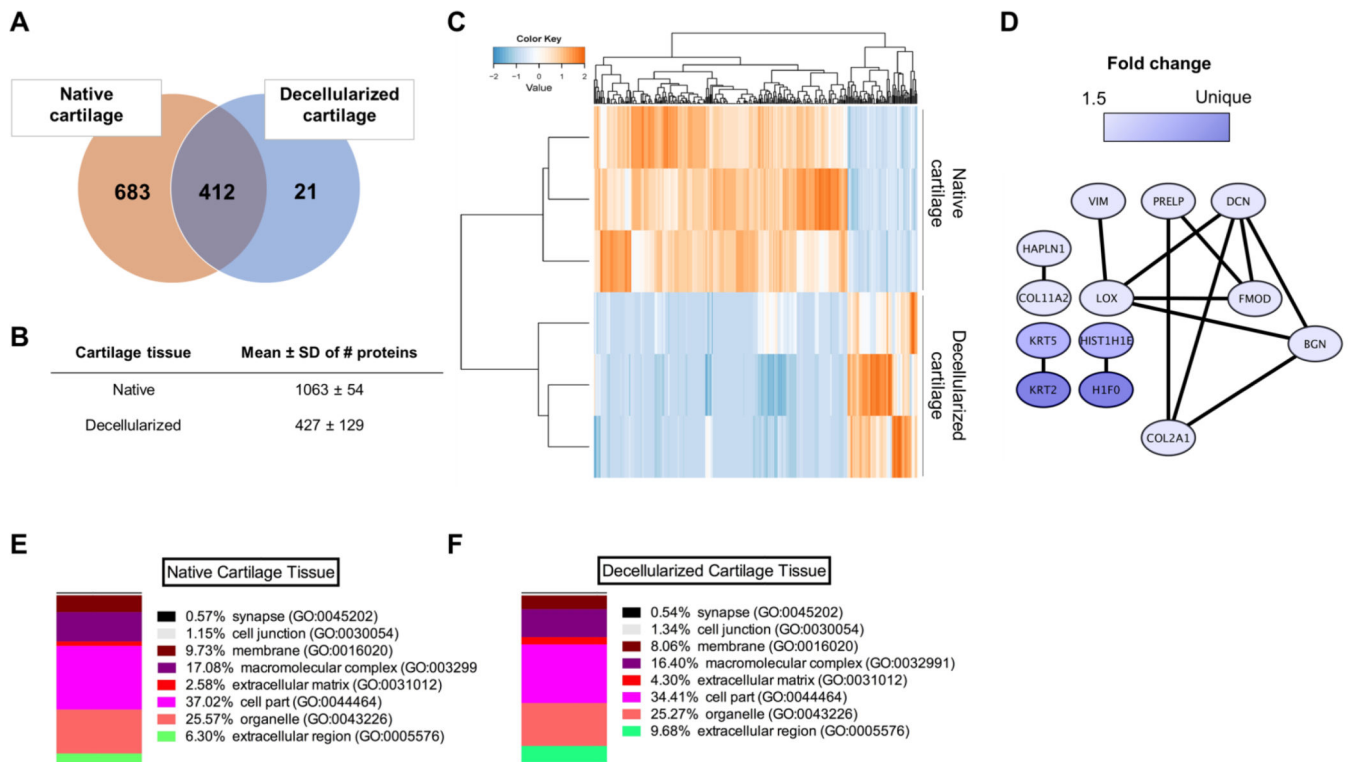 A
Native
cartilage
Decellularized
cartilage
683
412
21
B
Cartilage tissue Mean ± SD of # proteins
Native 1063 ± 54
Decellularized 427 ± 129
C
Color Key
−2 −1 0 1 2
Value
Native
cartilage
Decellularized
cartilage
D
Fold change
1.5 Unique
VIM PRELP DCN
HAPLN1
COL11A2 LOX FMOD
KRT5 HIST1H1E BGN
KRT2 H1F0
COL2A1
E
Native Cartilage Tissue
0.57% synapse (GO:0045202)
1.15% cell junction (GO:0030054)
9.73% membrane (GO:0016020)
17.08% macromolecular complex (GO:003299
2.58% extracellular matrix (GO:0031012)
37.02% cell part (GO:0044464)
25.57% organelle (GO:0043226)
6.30% extracellular region (GO:0005576)
F
Decellularized Cartilage Tissue
0.54% synapse (GO:0045202)
1.34% cell junction (GO:0030054)
8.06% membrane (GO:0016020)
16.40% macromolecular complex (GO:0032991)
4.30% extracellular matrix (GO:0031012)
34.41% cell part (GO:0044464)
25.27% organelle (GO:0043226)
9.68% extracellular region (GO:0005576)